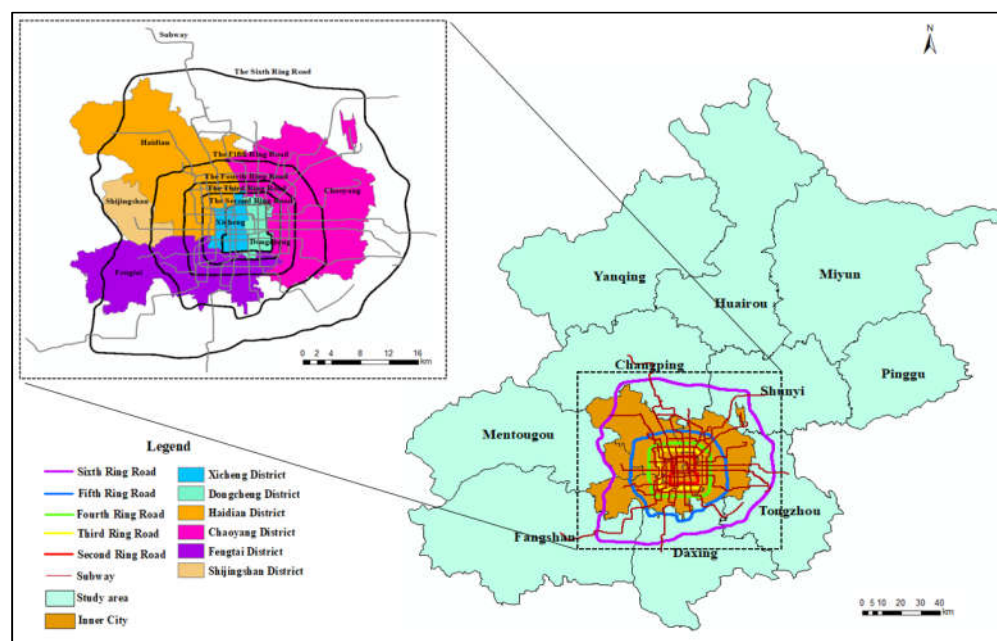 N
Subway
The Sixth Ring Road
Haidian
The Fifth Ring Road
The Fourth Ring Road
Chaoyang
The Third Ring Road
Shijingshan
The Second Ring Road
Xicheng
Dongcheng
Fengtai
0 2 4 8 12 16
km
Yanqing
Miyun
Huairou
Pinggu
Changping
Shunyi
Mentougou
Tongzhou
Fangshan
Daxing
0 5 10 20 30 40
km
Legend
Sixth Ring Road
Fifth Ring Road
Fourth Ring Road
Third Ring Road
Second Ring Road
Subway
Study area
Inner City
Xicheng District
Dongcheng District
Haidian District
Chaoyang District
Fengtai District
Shijingshan District